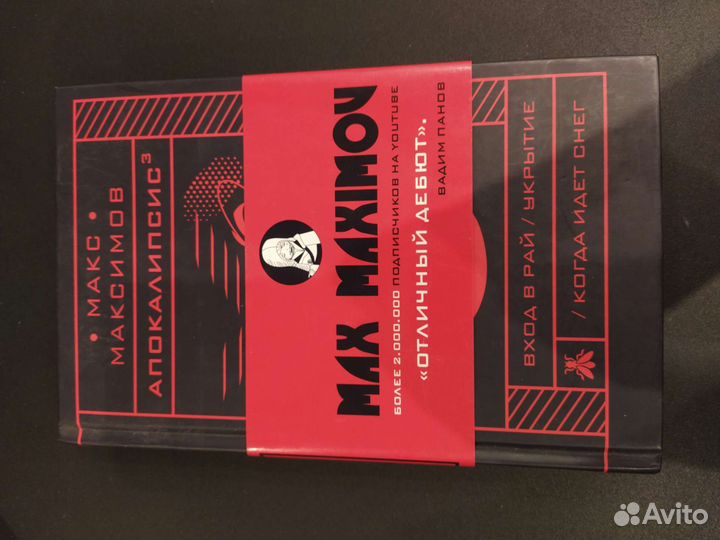 • МАКС •
МАКСИМОВ
АПОКАЛИПСИС³
MAX MAXIMOV
БОЛЕЕ 2.000.000 ПОДПИСЧИКОВ НА YOUTUBE
«ОТЛИЧНЫЙ ДЕБЮТ».
ВАДИМ ПАНОВ
ВХОД В РАЙ / УКРЫТИЕ
/ КОГДА ИДЕТ СНЕГ
Avito